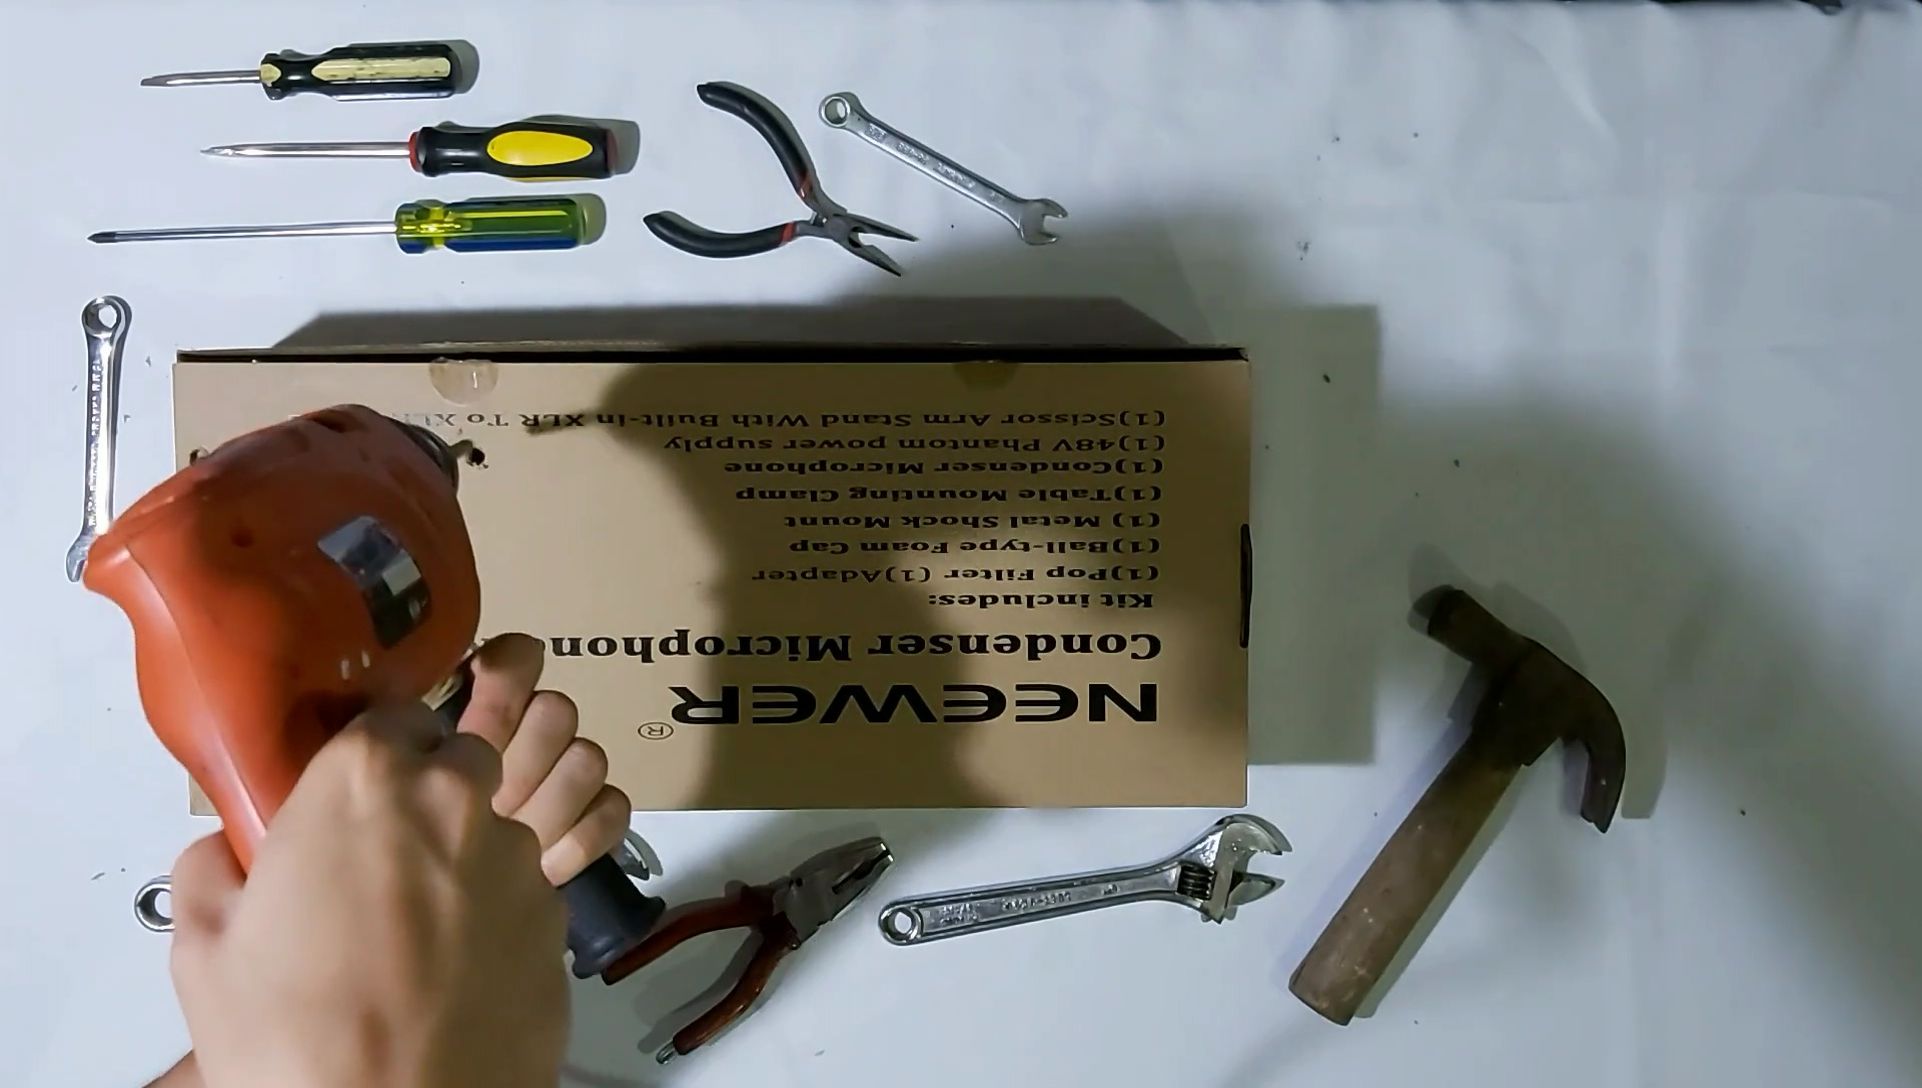 NEEWER®
Condenser Microphon
Kit includes:
(1)Pop Filter (1)Adapter
(1)Ball-type Foam Cap
(1) Metal Shock Mount
(1)Table Mounting Clamp
(1)Condenser Microphone
(1)48V Phantom power supply
(1)Scissor Arm Stand With Built-in XLR To XLR